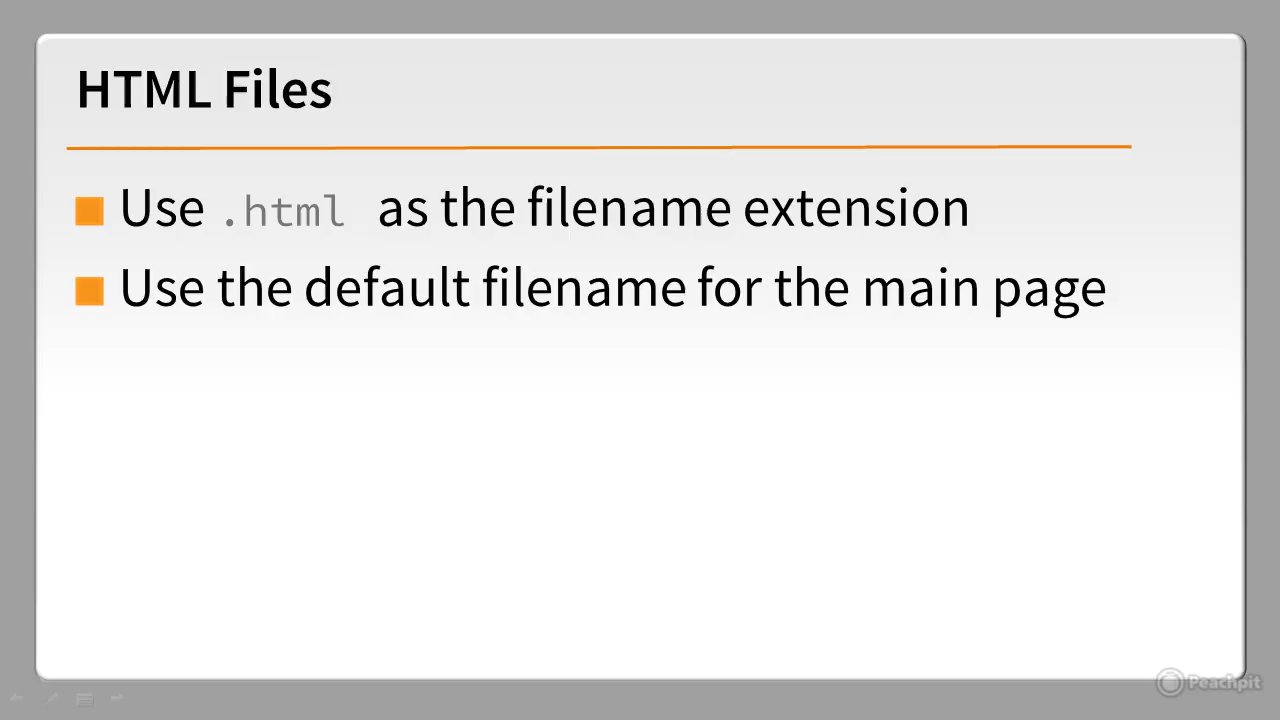 HTML Files
Use .html as the filename extension
Use the default filename for the main page
Peachpit